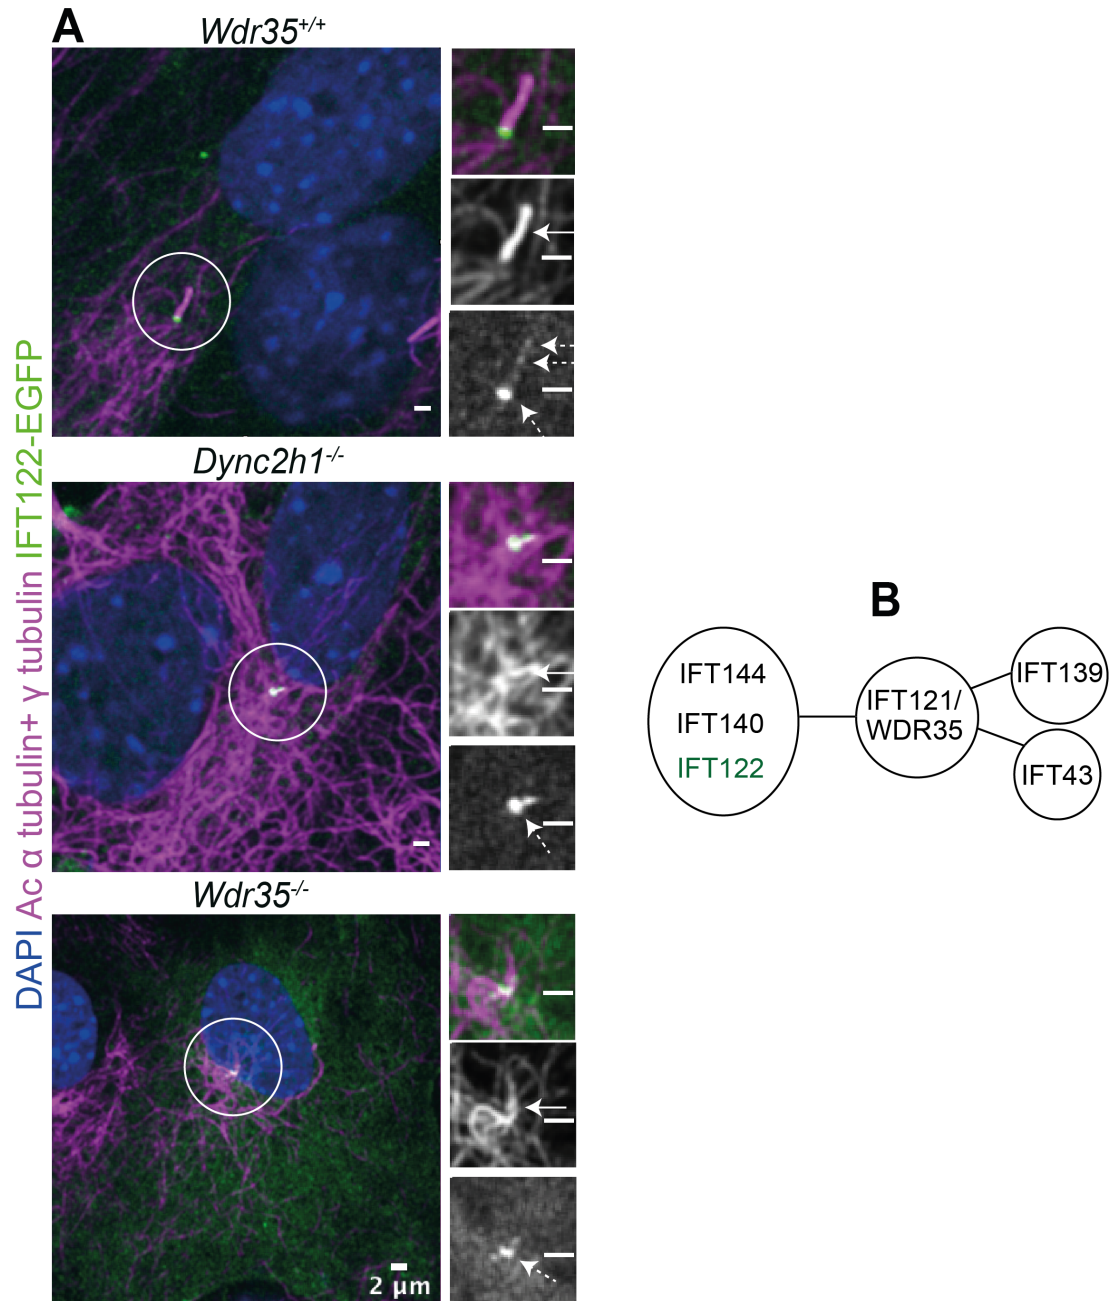 A
Wdr35+/+
DAPI Ac α tubulin+ γ tubulin IFT122-EGFP
Dync2h1-/-
Wdr35-/-
2 μm
B
IFT144
IFT140
IFT122
IFT121/
WDR35
IFT139
IFT43